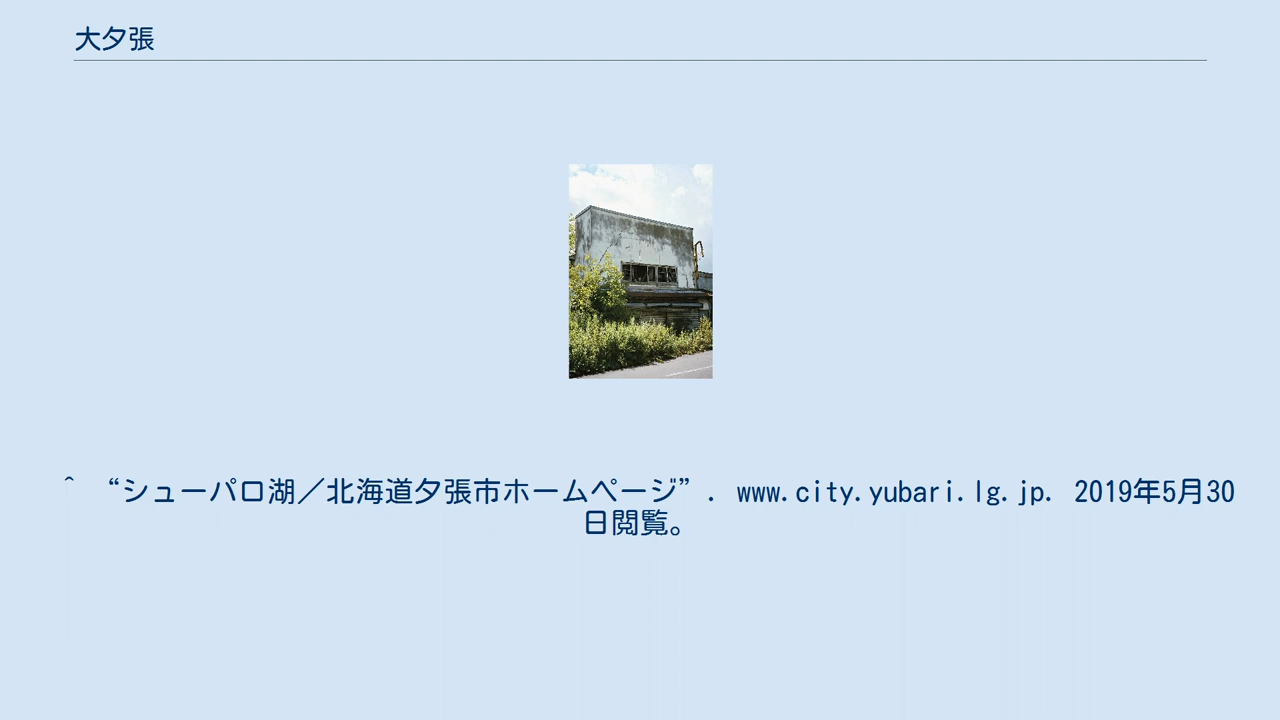 大夕張
^ “シューパロ湖／北海道夕張市ホームページ”. www.city.yubari.lg.jp. 2019年5月30
日閲覧。